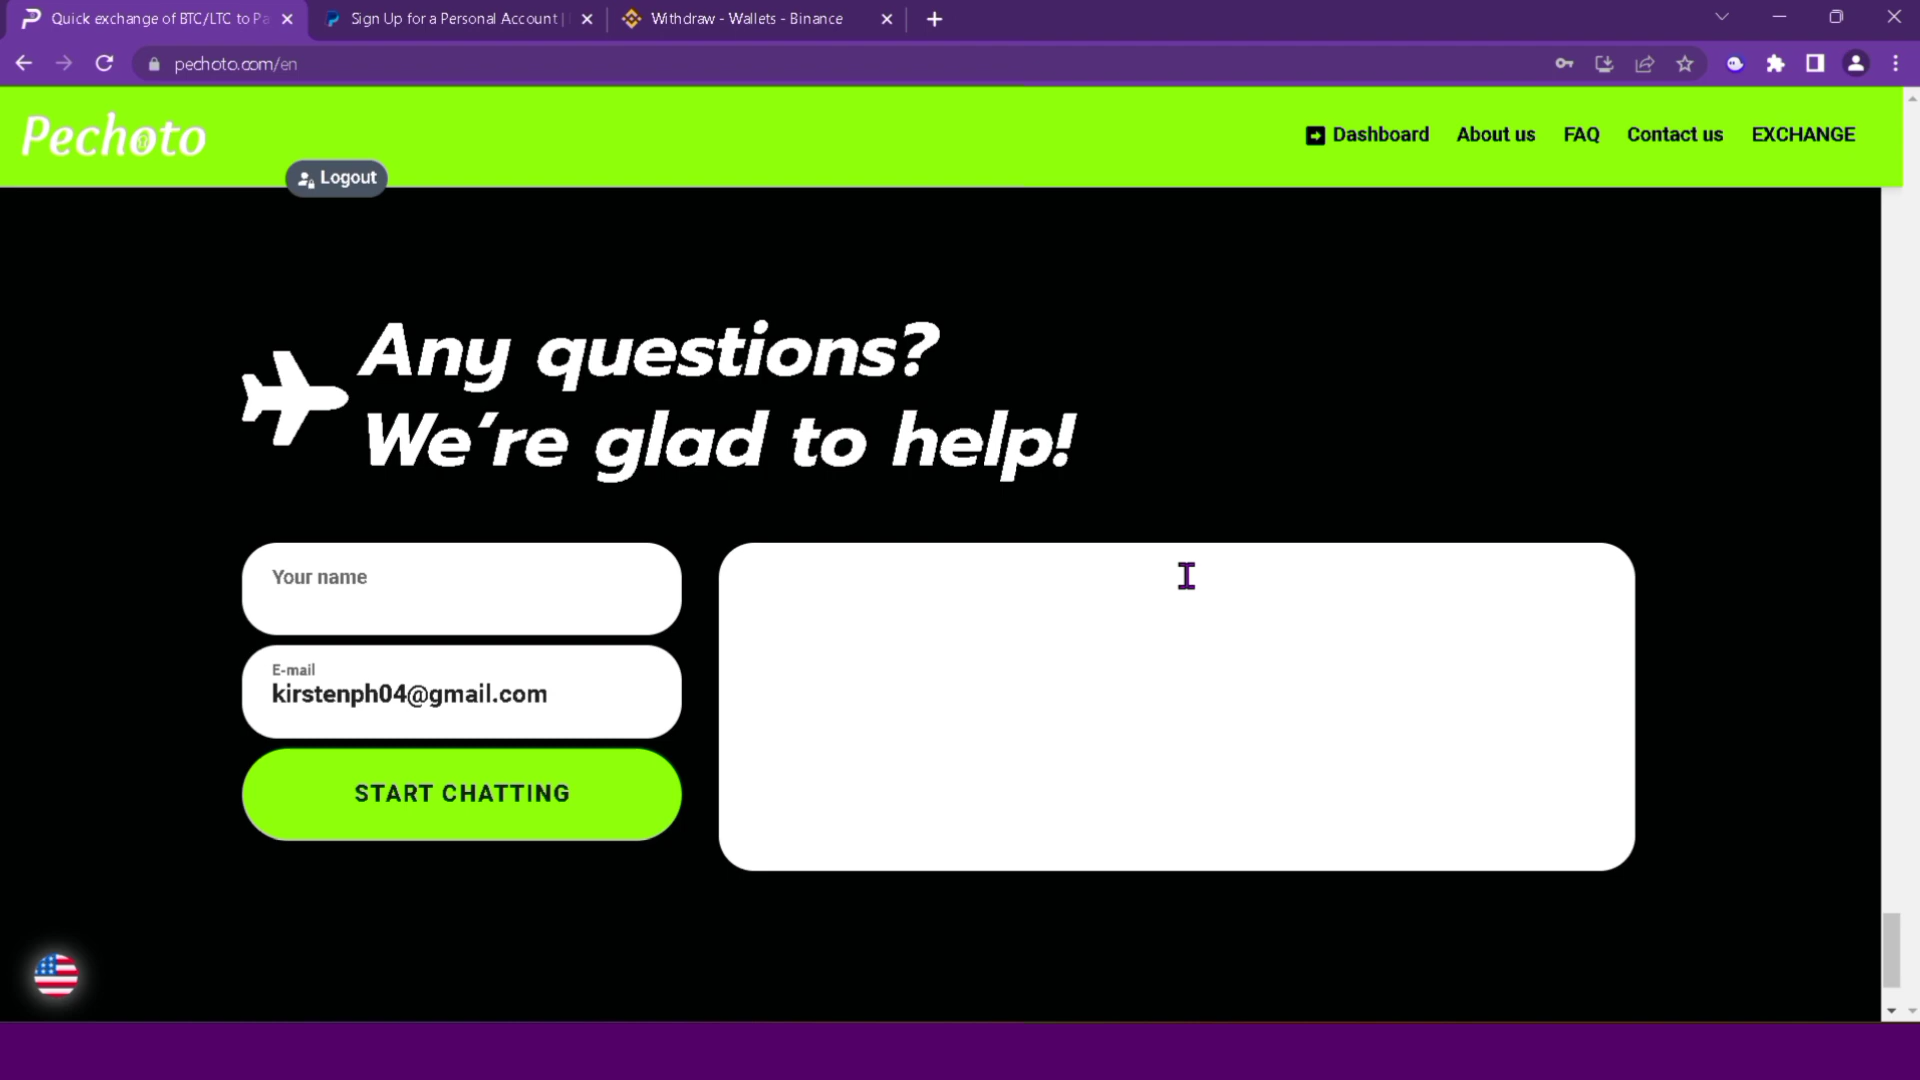 Quick exchange of BTC/LTC to Pa
Sign Up for a Personal Account |
Withdraw - Wallets - Binance
pechoto.com/en
Pechoto
Dashboard
About us
FAQ
Contact us
EXCHANGE
Logout
Any questions?
We're glad to help!
Your name
E-mail
kirstenph04@gmail.com
START CHATTING